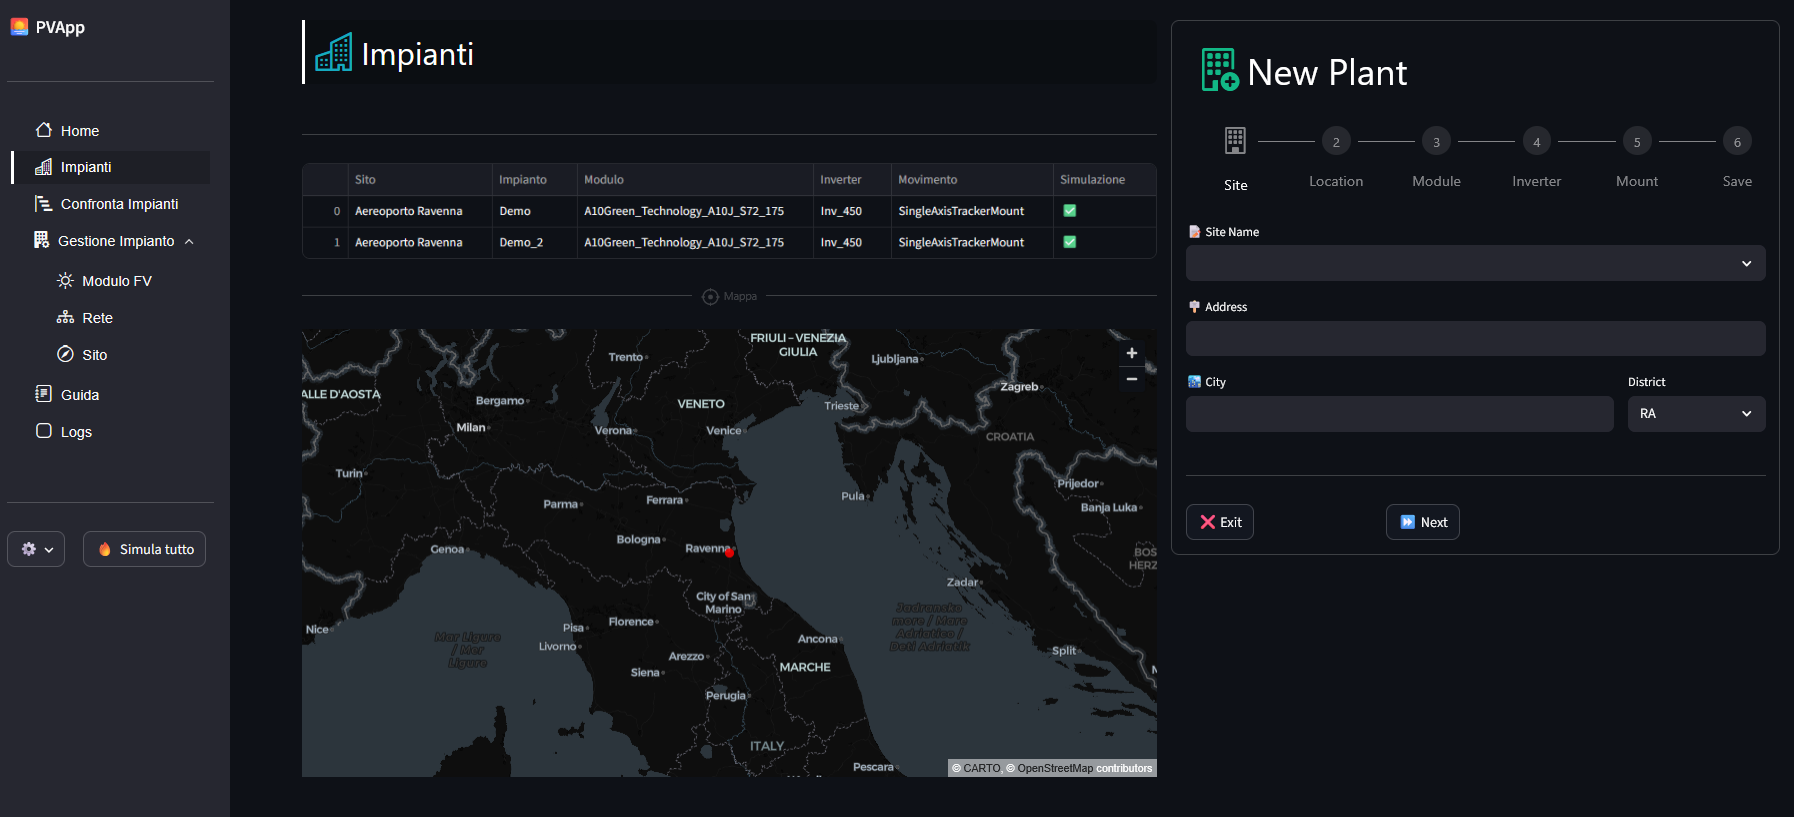 PVApp
Home
Impianti
Confronta Impianti
Gestione Impianto
Modulo FV
Rete
Sito
Guida
Logs
Simula tutto
Impianti
Sito Impianto Modulo Inverter Movimento Simulazione
0 Aereoporto Ravenna Demo A10Green_Technology_A10J_S72_175 Inv_450 SingleAxisTrackerMount
1 Aereoporto Ravenna Demo_2 A10Green_Technology_A10J_S72_175 Inv_450 SingleAxisTrackerMount
Mappa
FRIULI – VENEZIA
GIULIA
Trento
Ljubljana
Zagreb
ALLE D'AOSTA
Bergamo
VENETO
Trieste
Milan
Verona
Venice
CROATIA
Turin
Parma
Ferrara
Pula
Prijedor
Banja Luka
Genoa
Bologna
Ravenna
BOS
HERZ
Zadar
City of San
Marino
Jadransko
more / Mare
Adriatico /
Deti Adriatik
Nice
Mar Ligure
/ Mer
Ligure
Pisa
Florence
Livorno
Ancona
Split
Arezzo
Siena
MARCHE
Perugia
ITALY
Pescara
+
−
© CARTO, © OpenStreetMap contributors
New Plant
2 3 4 5 6
Site Location Module Inverter Mount Save
Site Name
Address
City District
RA
Exit Next